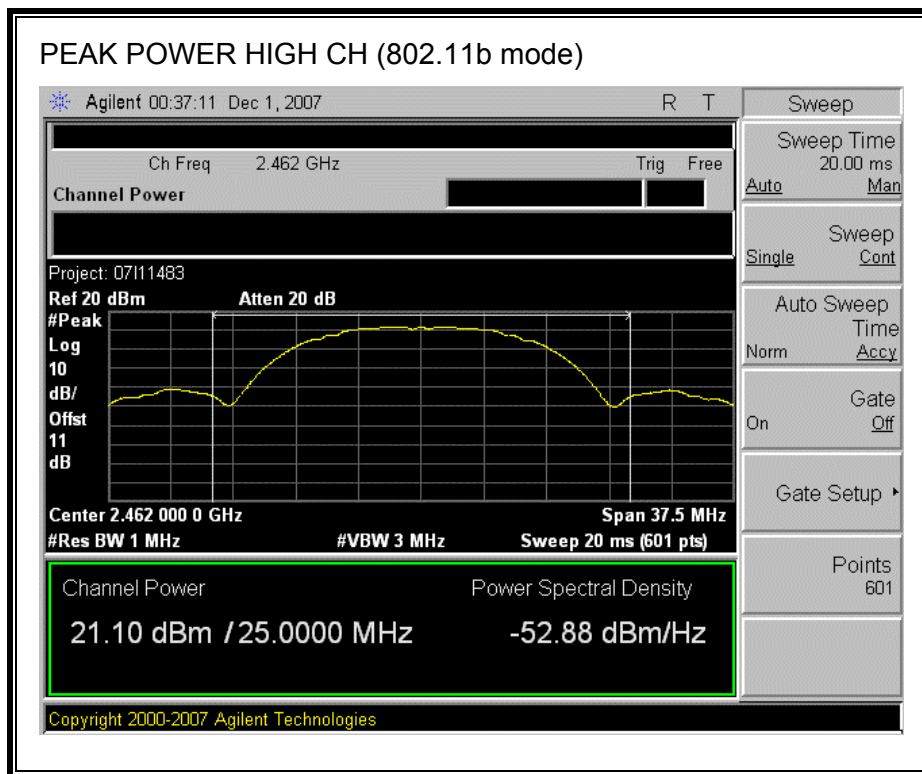 PEAK POWER HIGH CH (802.11b mode)
Agilent 00:37:11 Dec 1, 2007 R T
Ch Freq 2.462 GHz Trig Free
Channel Power
Project: 07I11483
Ref 20 dBm Atten 20 dB
#Peak
Log
10
dB/
Offst
11
dB
Center 2.462 000 0 GHz Span 37.5 MHz
#Res BW 1 MHz #VBW 3 MHz Sweep 20 ms (601 pts)
Channel Power Power Spectral Density
21.10 dBm / 25.0000 MHz -52.88 dBm/Hz
Copyright 2000-2007 Agilent Technologies
Sweep
Sweep Time
20.00 ms
Auto Man
Sweep
Single Cont
Auto Sweep
Time
Norm Accy
Gate
On Off
Gate Setup
Points
601